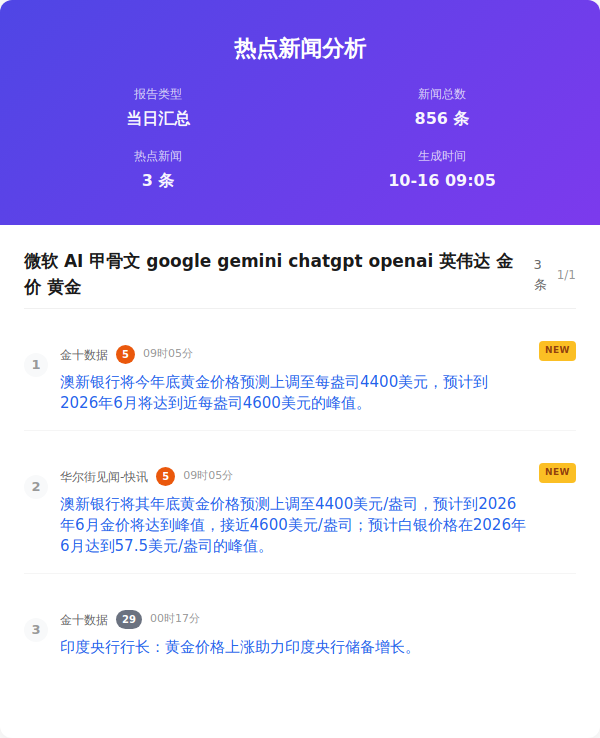 热点新闻分析
报告类型
当日汇总
新闻总数
856 条
热点新闻
3 条
生成时间
10-16 09:05
微软 AI 甲骨文 google gemini chatgpt openai 英伟达 金
价 黄金
3
条
1/1
1
金十数据 5 09时05分
NEW
澳新银行将今年底黄金价格预测上调至每盎司4400美元，预计到
2026年6月将达到近每盎司4600美元的峰值。
2
华尔街见闻-快讯 5 09时05分
NEW
澳新银行将其年底黄金价格预测上调至4400美元/盎司，预计到2026
年6月金价将达到峰值，接近4600美元/盎司；预计白银价格在2026年
6月达到57.5美元/盎司的峰值。
3
金十数据 29 00时17分
印度央行行长：黄金价格上涨助力印度央行储备增长。